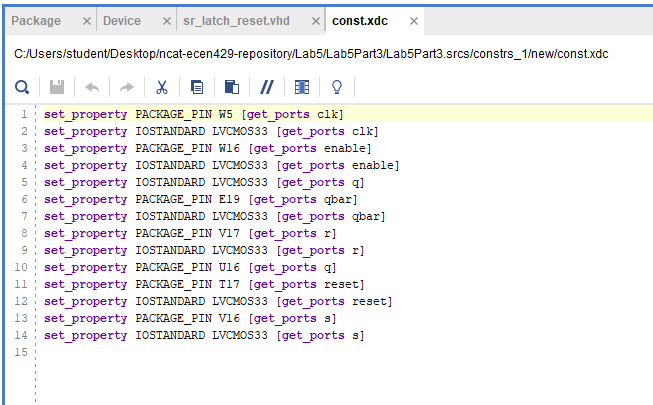 Package Device sr_latch_reset.vhd const.xdc
C:/Users/student/Desktop/ncat-ecen429-repository/Lab5/Lab5Part3/Lab5Part3.srcs/constrs_1/new/const.xdc
1 set_property PACKAGE_PIN W5 [get_ports clk]
2 set_property IOSTANDARD LVCMOS33 [get_ports clk]
3 set_property PACKAGE_PIN W16 [get_ports enable]
4 set_property IOSTANDARD LVCMOS33 [get_ports enable]
5 set_property IOSTANDARD LVCMOS33 [get_ports q]
6 set_property PACKAGE_PIN E19 [get_ports qbar]
7 set_property IOSTANDARD LVCMOS33 [get_ports qbar]
8 set_property PACKAGE_PIN V17 [get_ports r]
9 set_property IOSTANDARD LVCMOS33 [get_ports r]
10 set_property PACKAGE_PIN U16 [get_ports q]
11 set_property PACKAGE_PIN T17 [get_ports reset]
12 set_property IOSTANDARD LVCMOS33 [get_ports reset]
13 set_property PACKAGE_PIN V16 [get_ports s]
14 set_property IOSTANDARD LVCMOS33 [get_ports s]
15